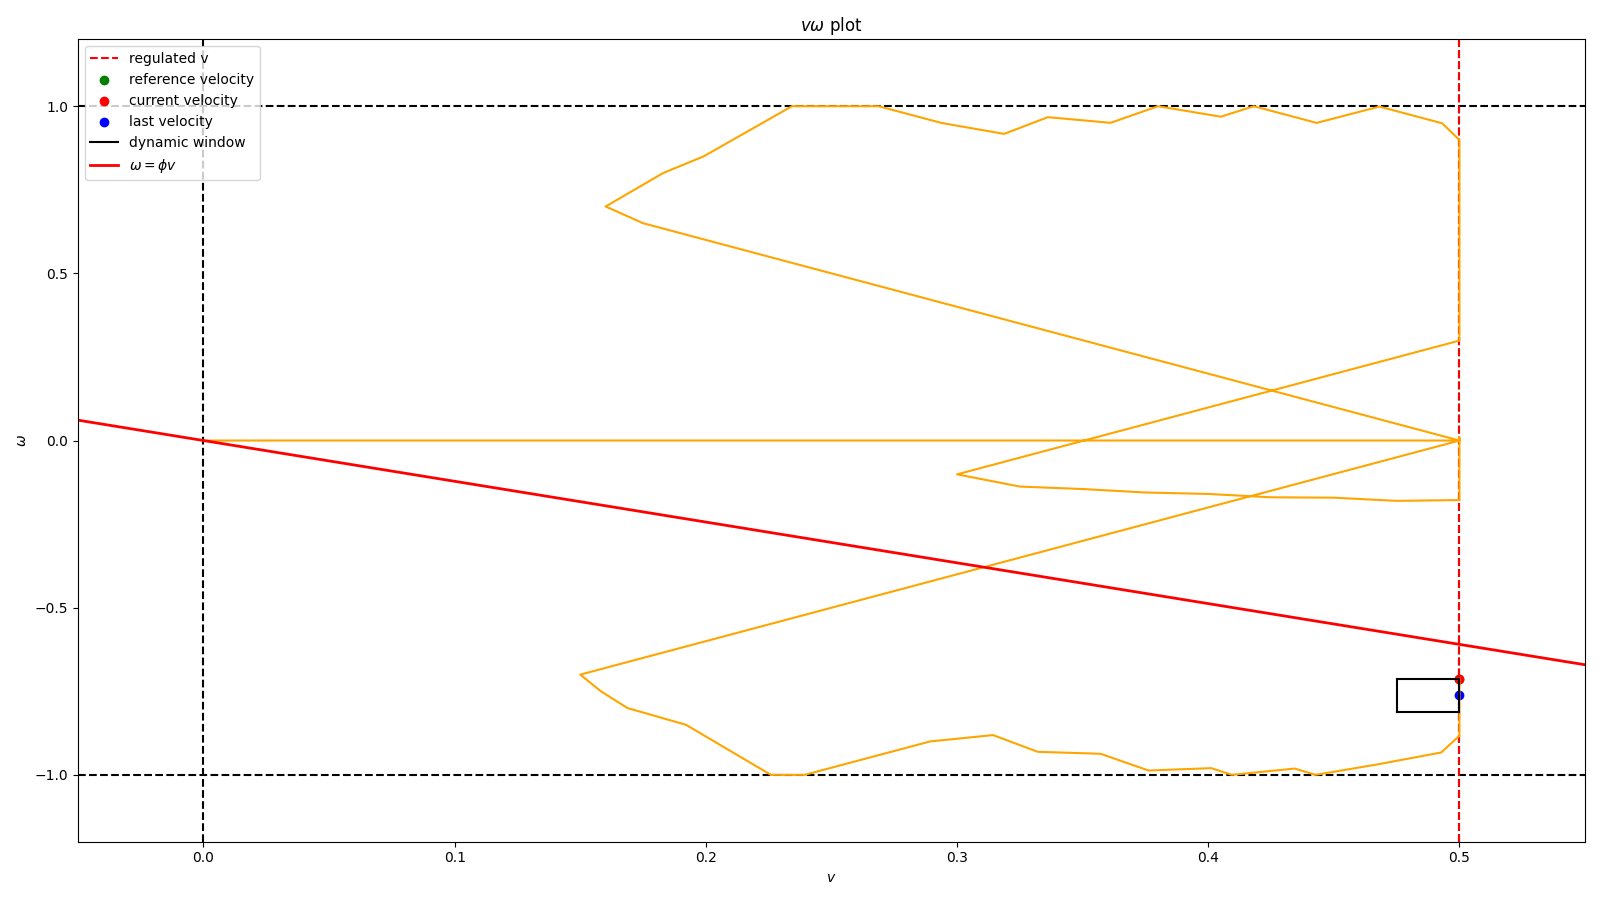 vω plot
regulated v
reference velocity
current velocity
last velocity
dynamic window
ω = ϕv
1.0
0.5
0.0
−0.5
−1.0
ω
0.0 0.1 0.2 0.3 0.4 0.5
v